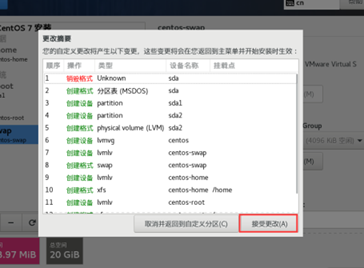 CentOS 7 安装
cn
更改摘要
您的自定义更改将产生以下变更，这些变更将会在您返回到主菜单并开始安装时生效：
顺序 操作 类型 设备名称 挂载点
1 销毁格式 Unknown sda
2 创建格式 分区表 (MSDOS) sda
3 创建设备 partition sda1
4 创建设备 partition sda2
5 创建格式 physical volume (LVM) sda2
6 创建设备 lvmvg centos
7 创建设备 lvmlv centos-swap
8 创建格式 swap centos-swap
9 创建设备 lvmlv centos-home
10 创建格式 xfs centos-home /home
11 创建设备 lvmlv centos-root
取消并返回到自定义分区(C)
接受更改(A)
VMware Virtual S
Group
(4096 KiB 空闲)
(M)
centos-root
20 GiB